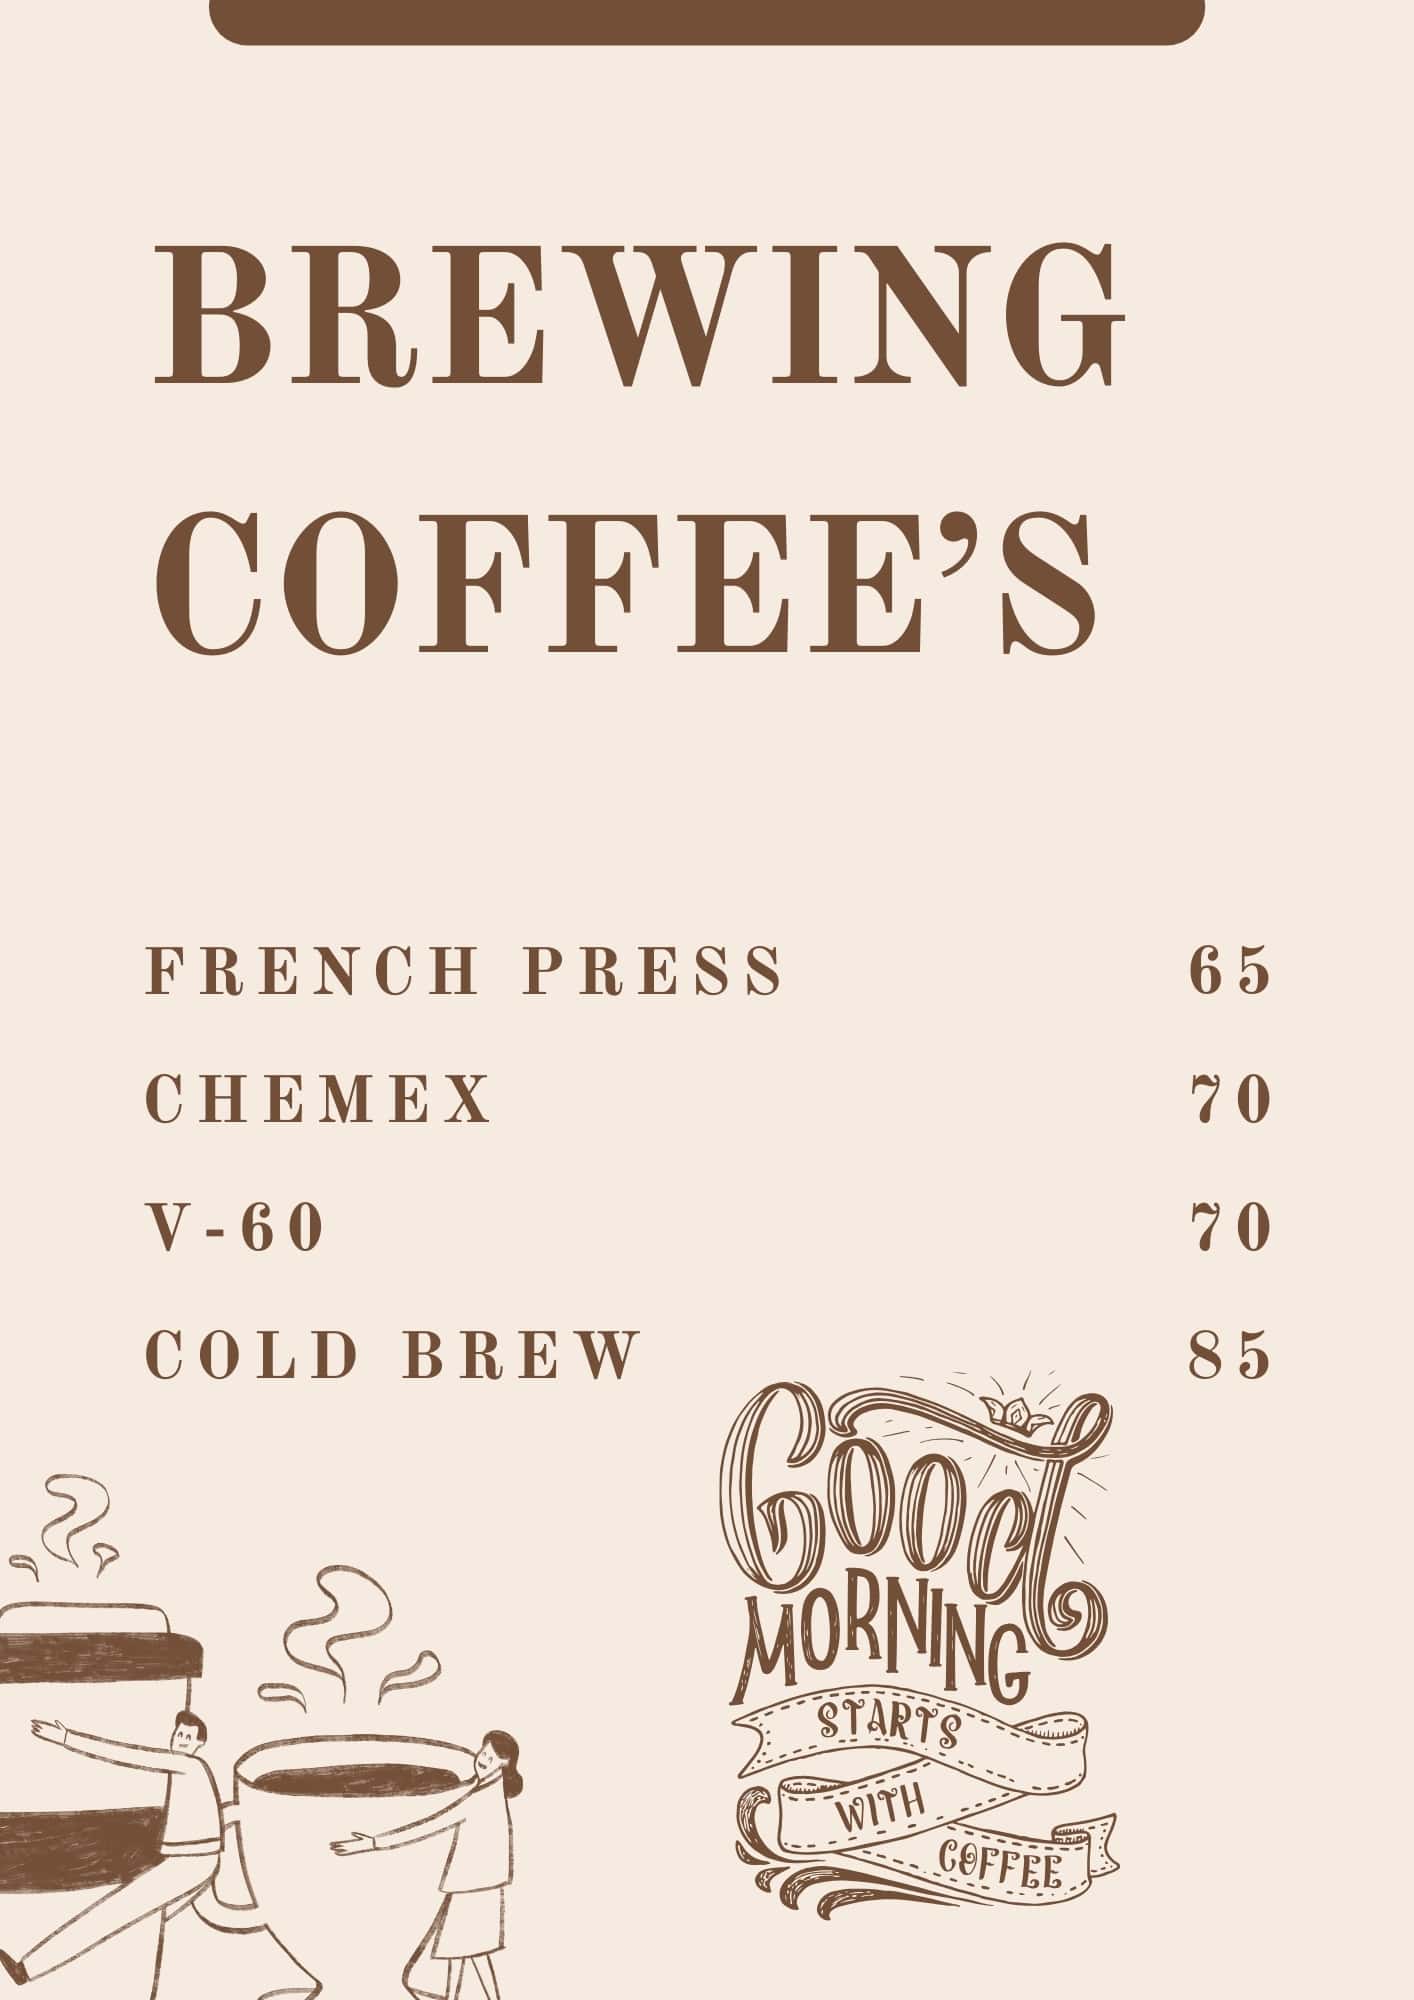 BREWING
COFFEE’S
FRENCH PRESS 65
CHEMEX 70
V-60 70
COLD BREW 85
Good
MORNING
STARTS
WITH
COFFEE